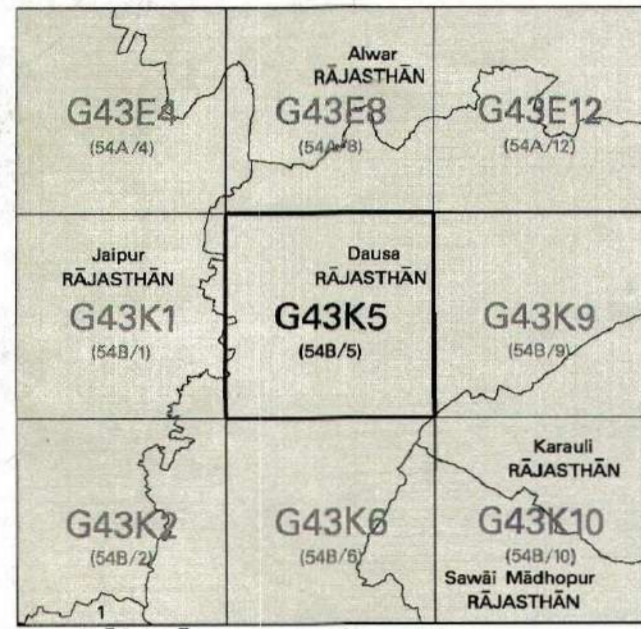 Alwar
RĀJASTHĀN
G43E4
(54A/4)
G43E8
(54A/8)
G43E12
(54A/12)
Jaipur
RĀJASTHĀN
G43K1
(54B/1)
Dausa
RĀJASTHĀN
G43K5
(54B/5)
G43K9
(54B/9)
G43K2
(54B/2)
1
G43K6
(54B/6)
Karauli
RĀJASTHĀN
G43K10
(54B/10)
Sawāi Mādhopur
RĀJASTHĀN